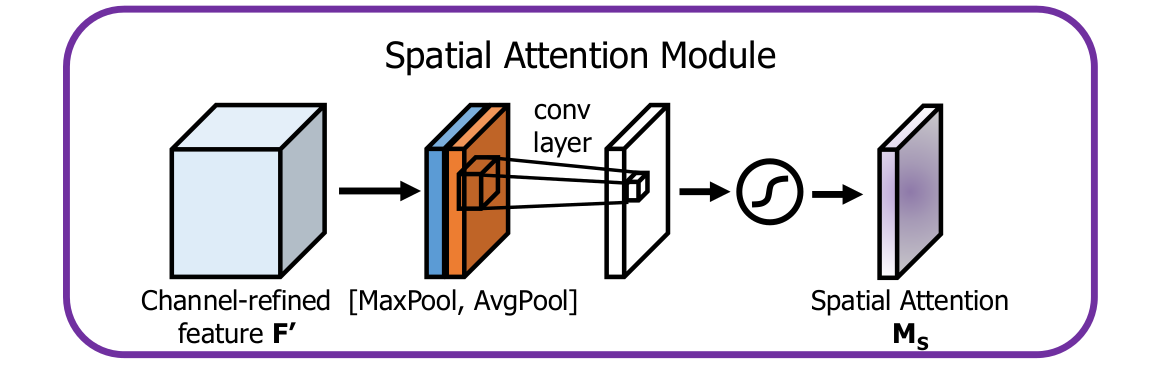 Spatial Attention Module
conv
layer
Channel-refined
feature F’
[MaxPool, AvgPool]
Spatial Attention
Mₛ